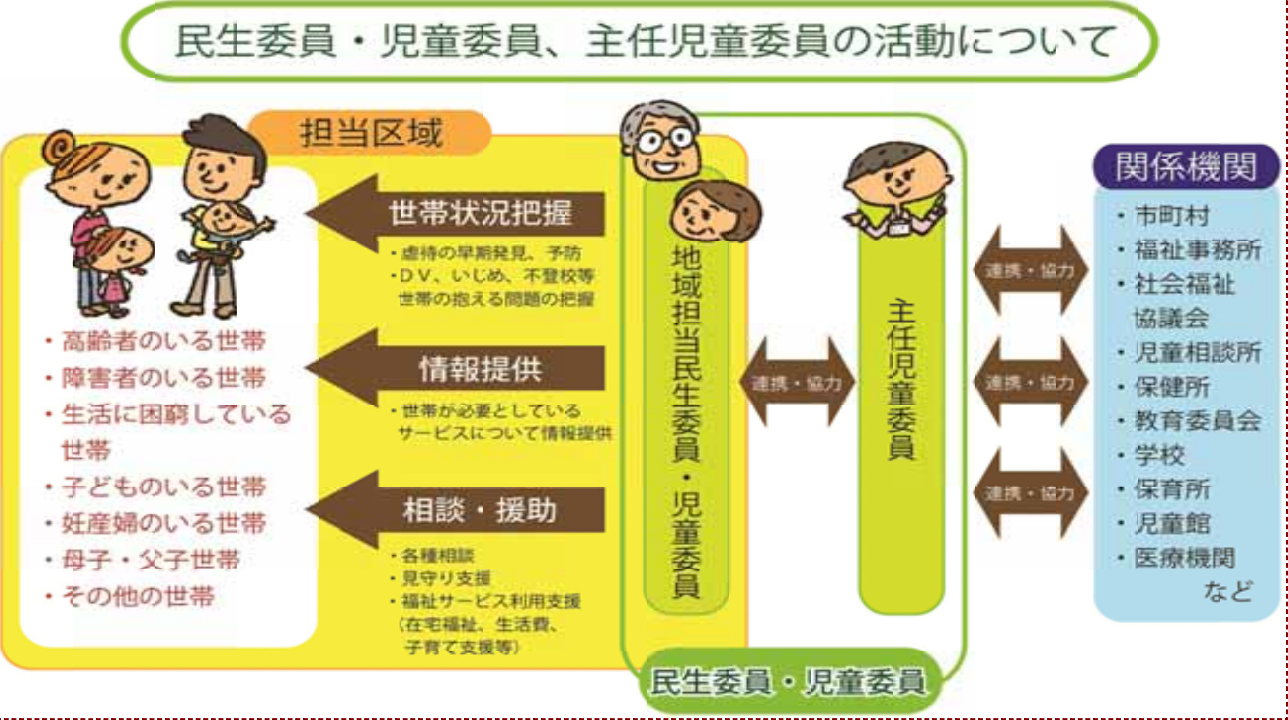 民生委員・児童委員、主任児童委員の活動について
担当区域
・高齢者のいる世帯
・障害者のいる世帯
・生活に困窮している
世帯
・子どものいる世帯
・妊産婦のいる世帯
・母子・父子世帯
・その他の世帯
世帯状況把握
・虐待の早期発見、予防
・DV、いじめ、不登校等
世帯の抱える問題の把握
情報提供
・世帯が必要としている
サービスについて情報提供
相談・援助
・各種相談
・見守り支援
・福祉サービス利用支援
(在宅福祉、生活費、
子育て支援等)
地域担当民生委員・児童委員
連携・協力
主任児童委員
民生委員・児童委員
連携・協力
連携・協力
連携・協力
関係機関
・市町村
・福祉事務所
・社会福祉
協議会
・児童相談所
・保健所
・教育委員会
・学校
・保育所
・児童館
・医療機関
など